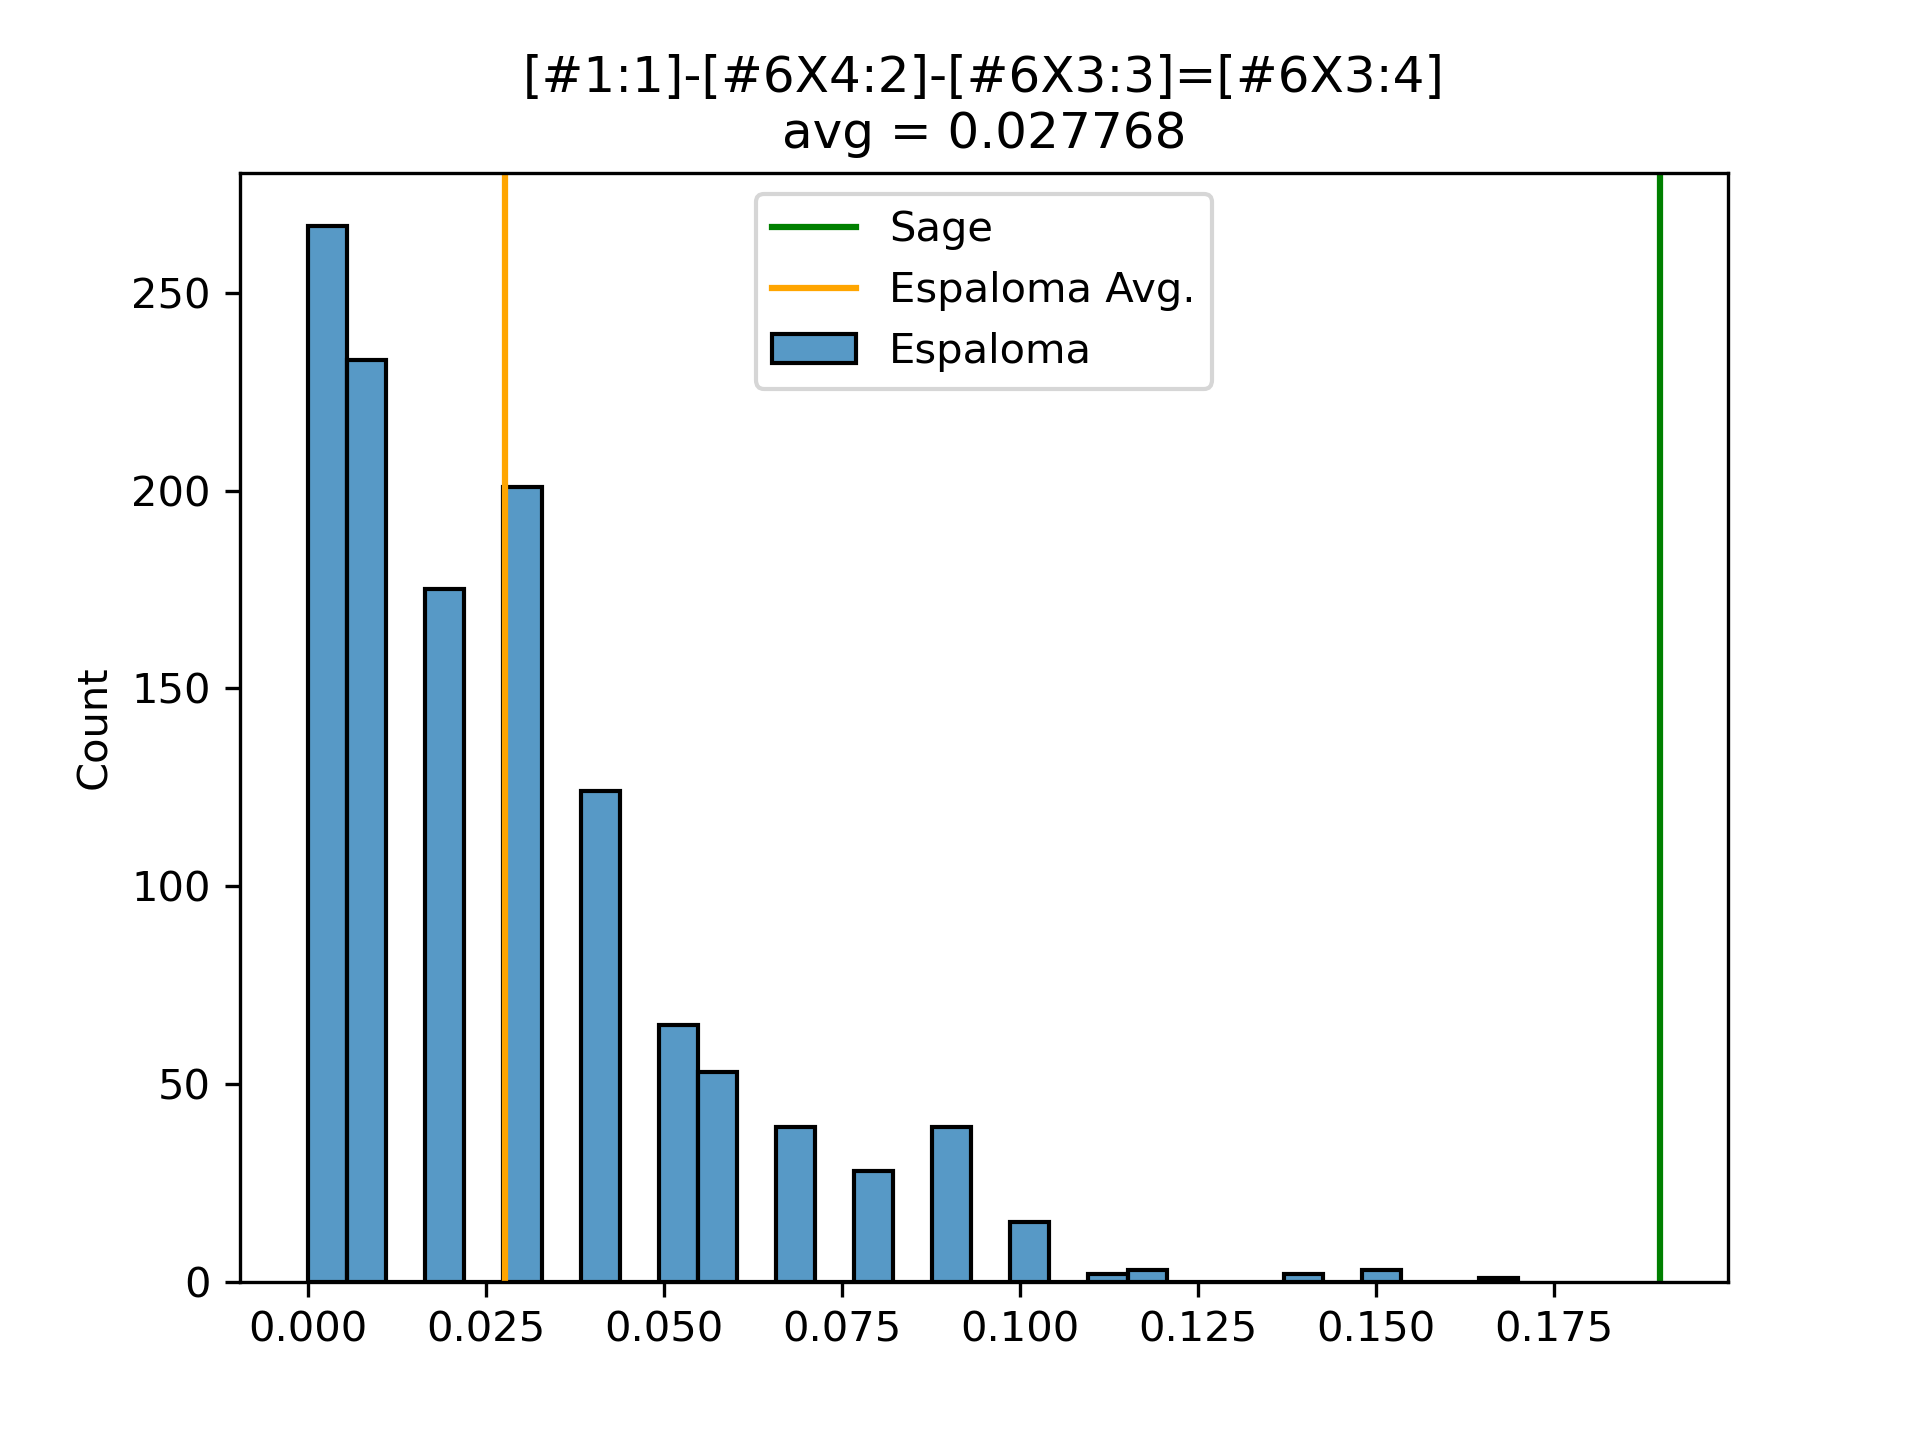 [#1:1]-[#6X4:2]-[#6X3:3]=[#6X3:4]
avg = 0.027768
Sage
Espaloma Avg.
Espaloma
Count
250
200
150
100
50
0
0.000 0.025 0.050 0.075 0.100 0.125 0.150 0.175